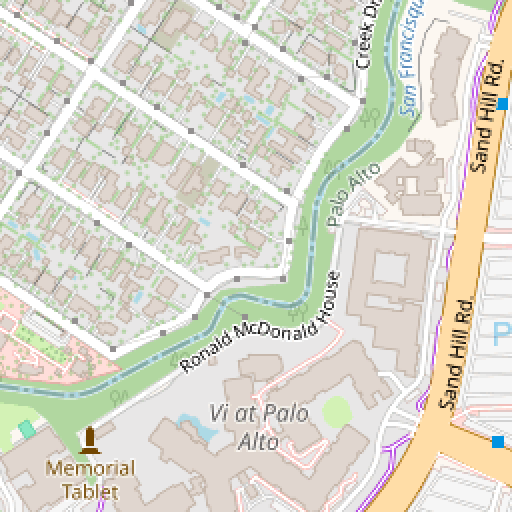 Creek Dr
San Francisqu
Sand Hill Rd.
Palo Alto
Ronald McDonald House
Sand Hill Rd.
P
Vi at Palo
Alto
Memorial
Tablet